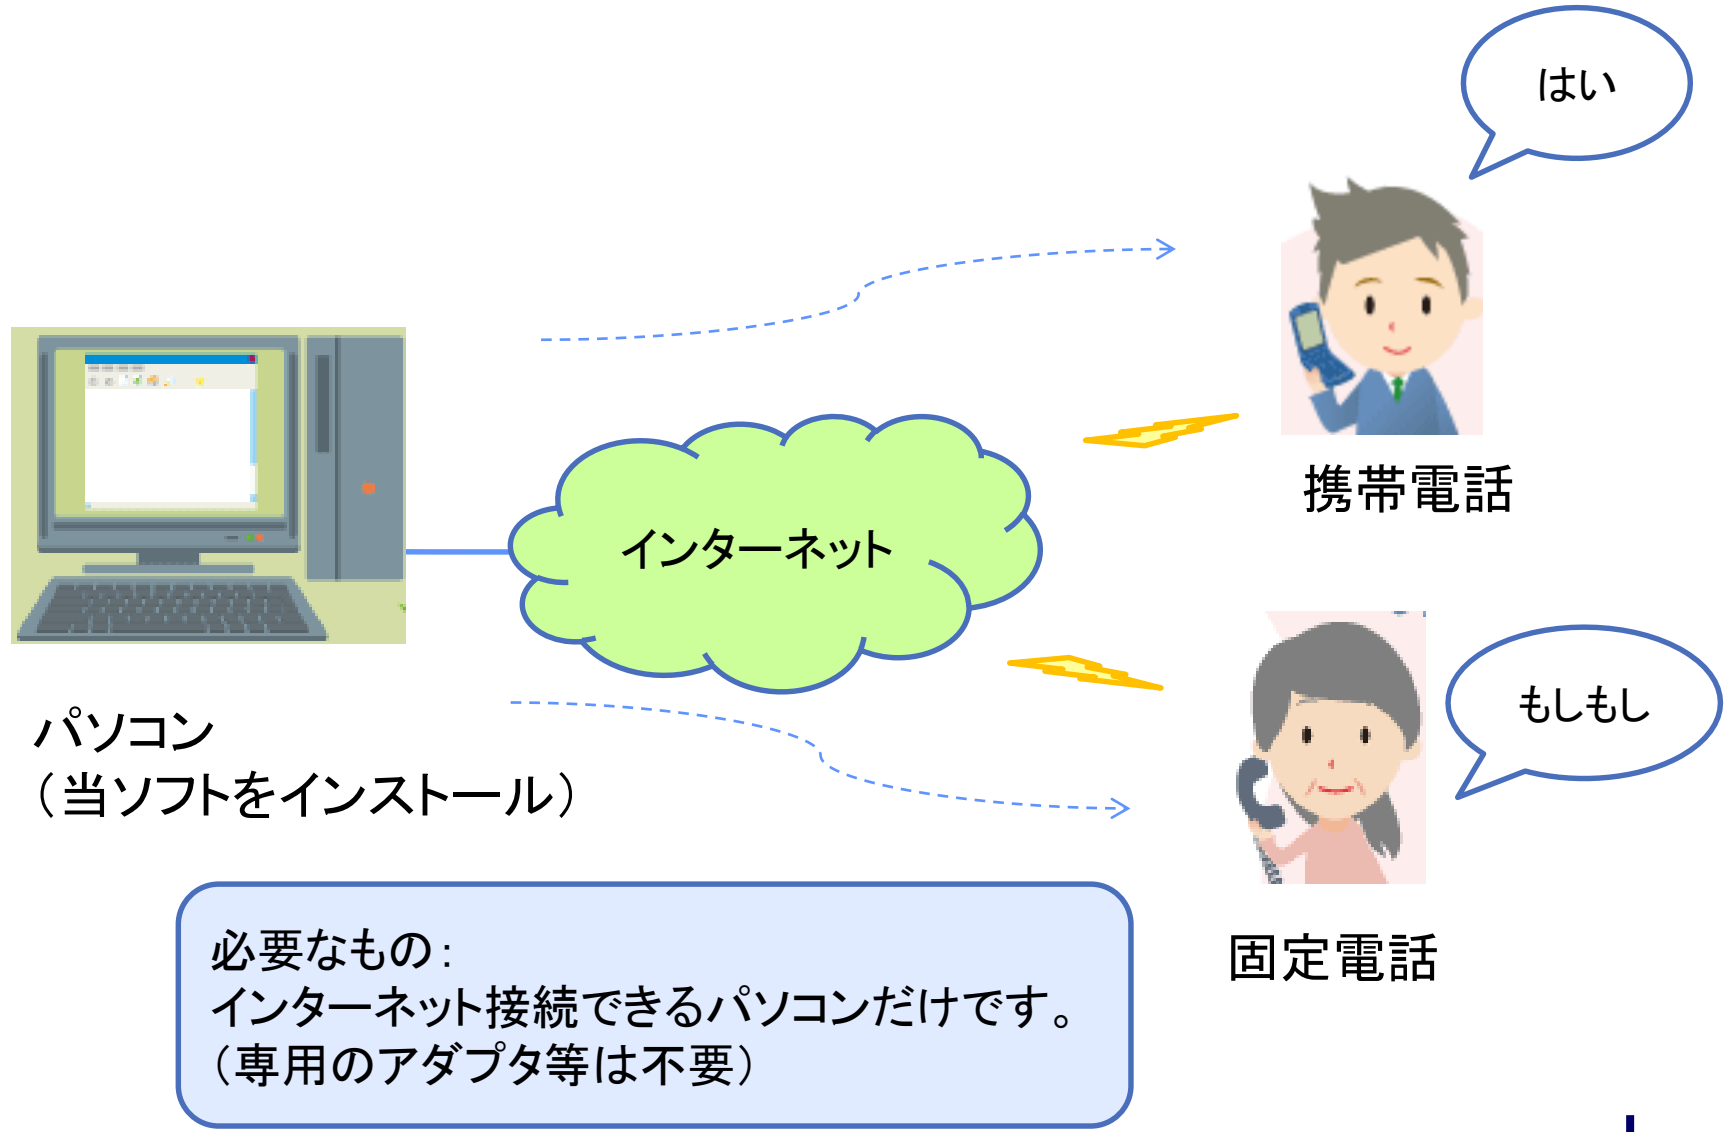 はい
携帯電話
インターネット
もしもし
パソコン
（当ソフトをインストール）
固定電話
必要なもの：
インターネット接続できるパソコンだけです。
（専用のアダプタ等は不要）